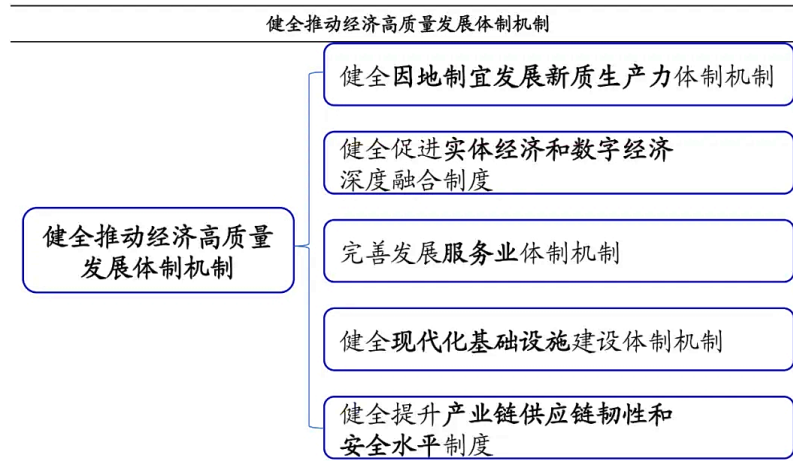 健全推动经济高质量发展体制机制
健全因地制宜发展新质生产力体制机制
健全促进实体经济和数字经济
深度融合制度
健全推动经济高质量
发展体制机制
完善发展服务业体制机制
健全现代化基础设施建设体制机制
健全提升产业链供应链韧性和
安全水平制度